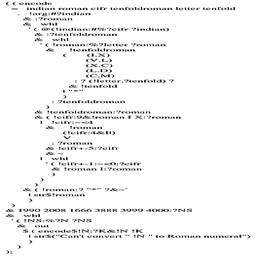 ( ( encode
= indian roman cifr tenfoldroman letter tenfold
. !arg:#?indian
& :?roman
& whl
' ( @(!indian:#%?cifr ?indian)
& :?tenfoldroman
& whl
' ( !roman:%?letter ?roman
& !tenfoldroman
( (I.X)
(V.L)
(X.C)
(L.D)
(C.M)
: ? (!letter.?tenfold) ?
& !tenfold
| "*"
)
: ?tenfoldroman
)
& !tenfoldroman:?roman
& ( !cifr:9&!roman I X:?roman
| !cifr:~<4
& !roman
(!cifr:4&I|)
V
: ?roman
& !cifr+-5:?cifr
& ~
| whl
' ( !cifr+-1:~<0:?cifr
& !roman I:?roman
)
)
)
& ( !roman:? "*" ?&~`
| str$!roman
)
)
& 1990 2008 1666 3888 3999 4000:?NS
& whl
' ( !NS:%?N ?NS
& out
$ ( encode$!N:?K&!N !K
| str$("Can't convert " !N " to Roman numeral")
)
)
);